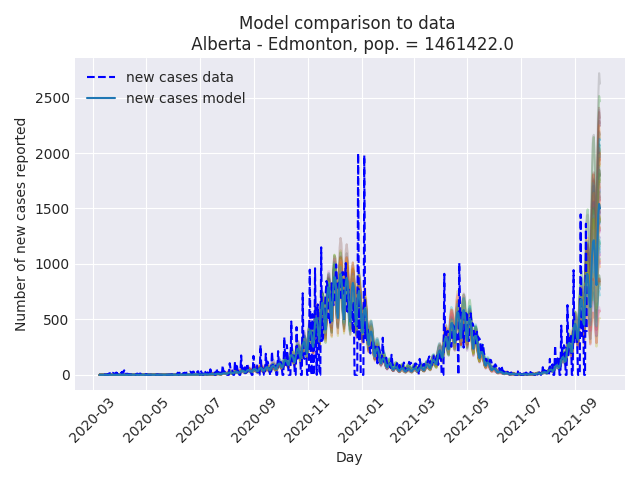 Model comparison to data
Alberta - Edmonton, pop. = 1461422.0
new cases data
new cases model
Number of new cases reported
2500
2000
1500
1000
500
0
2020-03
2020-05
2020-07
2020-09
2020-11
2021-01
2021-03
2021-05
2021-07
2021-09
Day